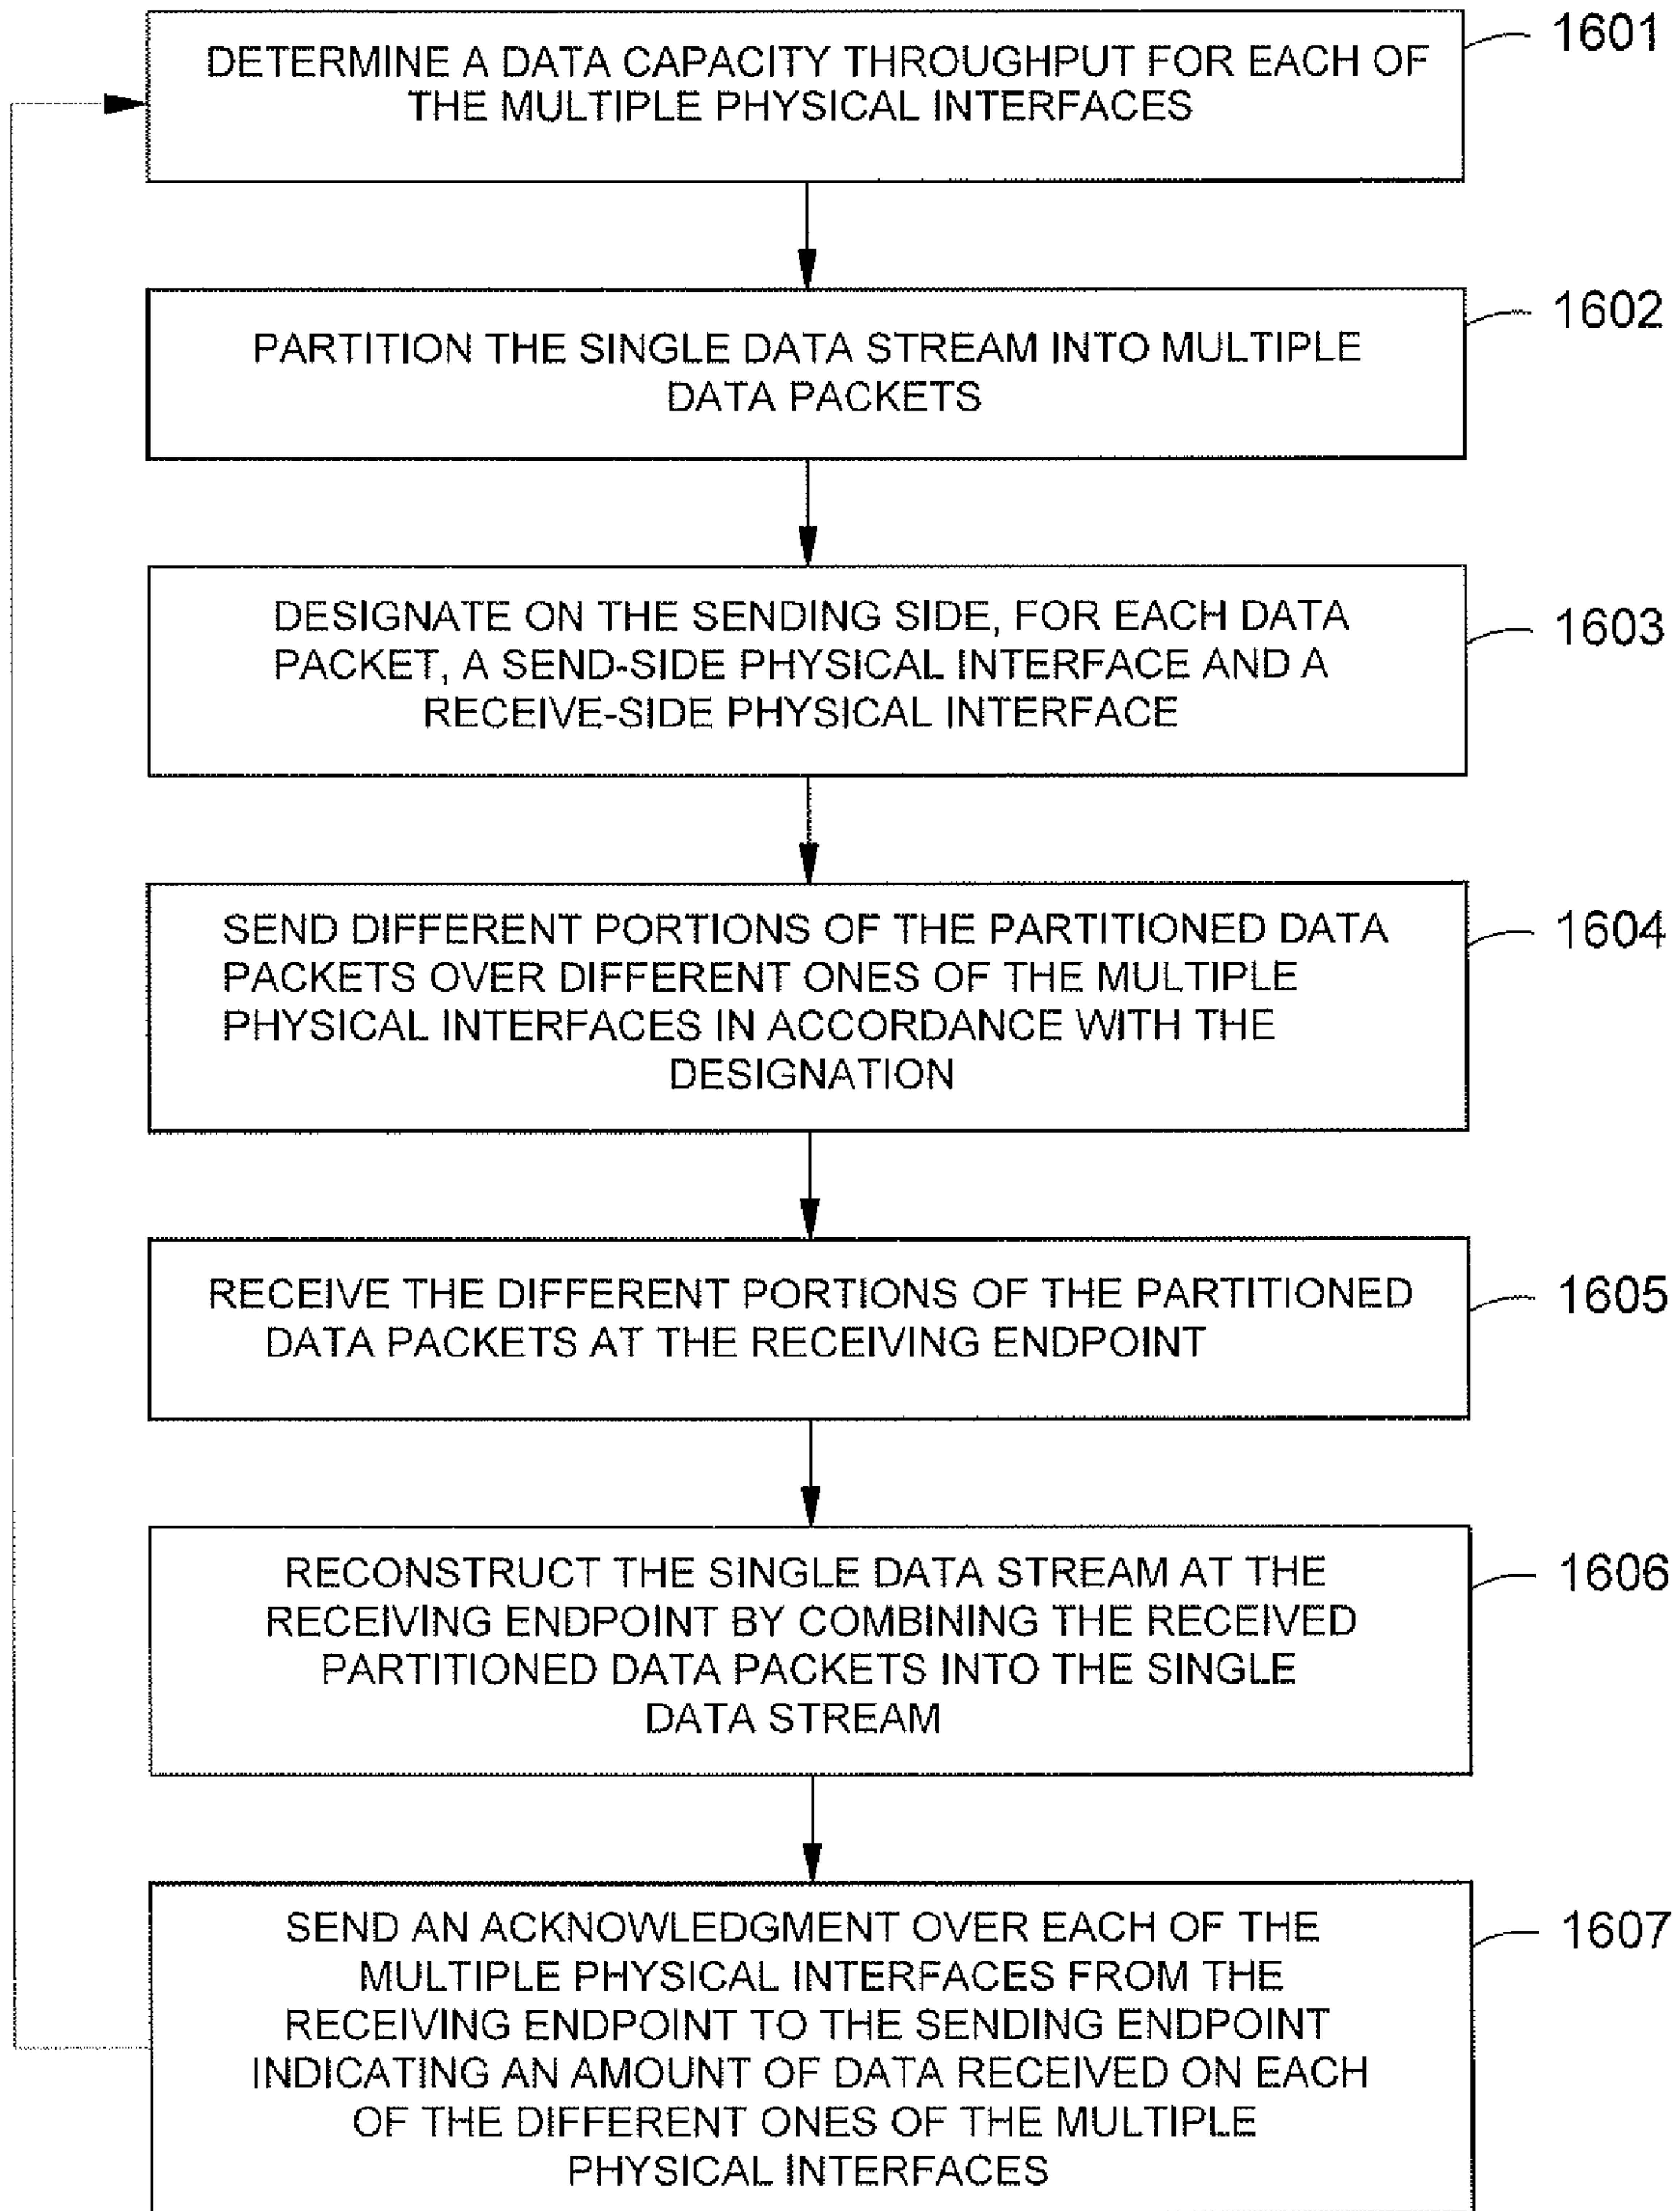 DETERMINE A DATA CAPACITY THROUGHPUT FOR EACH OF
THE MULTIPLE PHYSICAL INTERFACES
1601
PARTITION THE SINGLE DATA STREAM INTO MULTIPLE
DATA PACKETS
1602
DESIGNATE ON THE SENDING SIDE, FOR EACH DATA
PACKET, A SEND-SIDE PHYSICAL INTERFACE AND A
RECEIVE-SIDE PHYSICAL INTERFACE
1603
SEND DIFFERENT PORTIONS OF THE PARTITIONED DATA
PACKETS OVER DIFFERENT ONES OF THE MULTIPLE
PHYSICAL INTERFACES IN ACCORDANCE WITH THE
DESIGNATION
1604
RECEIVE THE DIFFERENT PORTIONS OF THE PARTITIONED
DATA PACKETS AT THE RECEIVING ENDPOINT
1605
RECONSTRUCT THE SINGLE DATA STREAM AT THE
RECEIVING ENDPOINT BY COMBINING THE RECEIVED
PARTITIONED DATA PACKETS INTO THE SINGLE
DATA STREAM
1606
SEND AN ACKNOWLEDGMENT OVER EACH OF THE
MULTIPLE PHYSICAL INTERFACES FROM THE
RECEIVING ENDPOINT TO THE SENDING ENDPOINT
INDICATING AN AMOUNT OF DATA RECEIVED ON EACH
OF THE DIFFERENT ONES OF THE MULTIPLE
PHYSICAL INTERFACES
1607